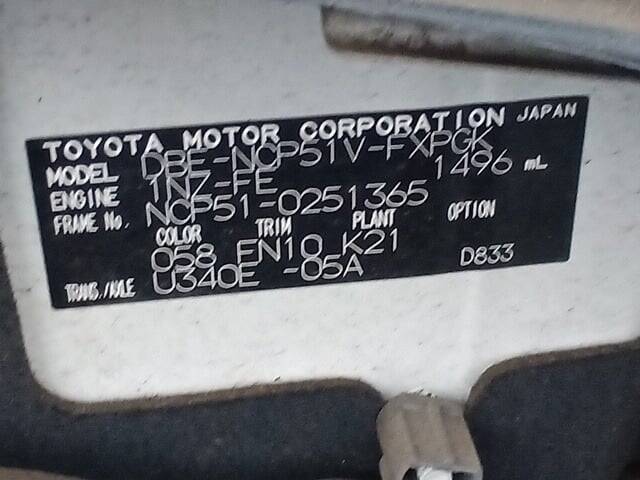 TOYOTA MOTOR CORPORATION JAPAN
MODEL DBE-NCP51V-FXPGK
ENGINE 1NZ-FE 1496 mL
FRAME No. NCP51-0251365
COLOR TRIM PLANT OPTION
058 FN10 K21
TRANS./AXLE U340E -05A D833